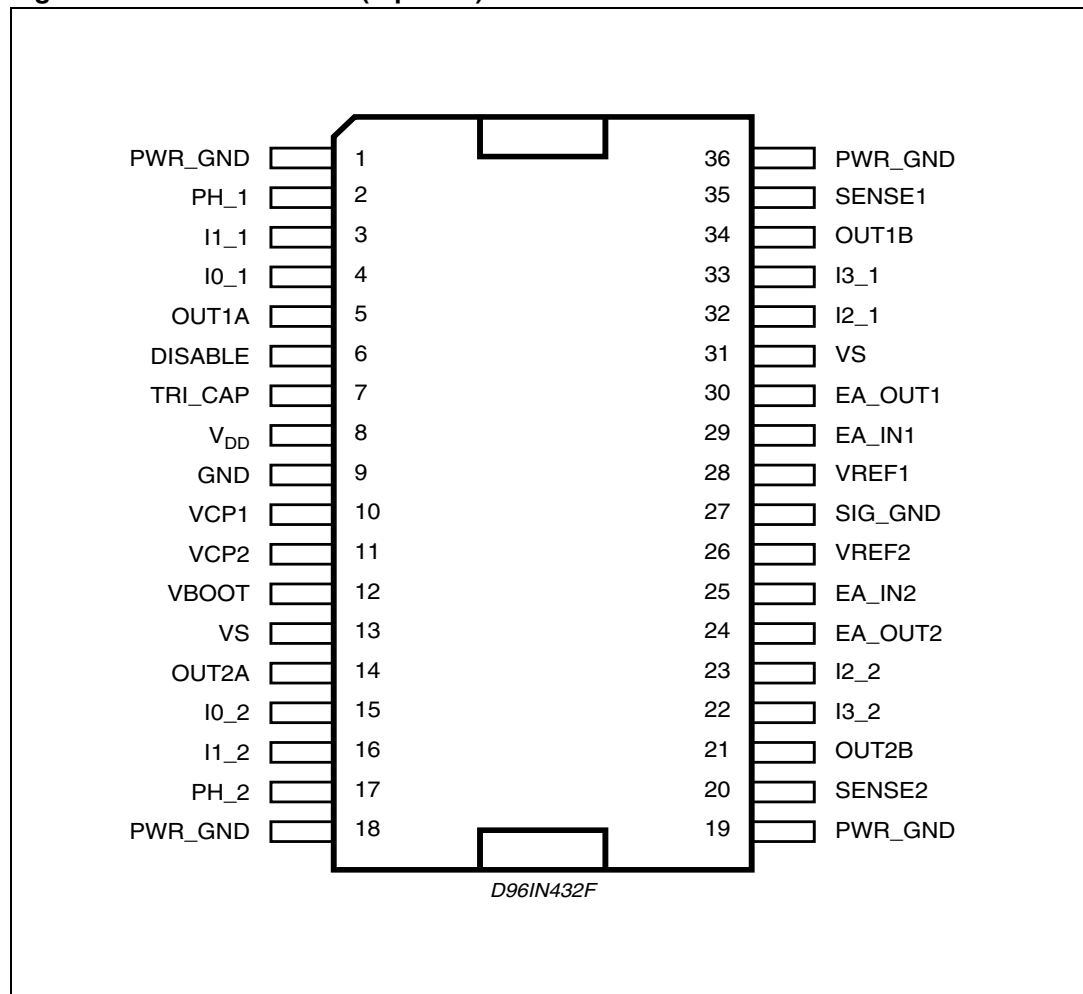 PWR_GND 1 36 PWR_GND
PH_1 2 35 SENSE1
I1_1 3 34 OUT1B
I0_1 4 33 I3_1
OUT1A 5 32 I2_1
DISABLE 6 31 VS
TRI_CAP 7 30 EA_OUT1
VDD 8 29 EA_IN1
GND 9 28 VREF1
VCP1 10 27 SIG_GND
VCP2 11 26 VREF2
VBOOT 12 25 EA_IN2
VS 13 24 EA_OUT2
OUT2A 14 23 I2_2
I0_2 15 22 I3_2
I1_2 16 21 OUT2B
PH_2 17 20 SENSE2
PWR_GND 18 19 PWR_GND
D96IN432F